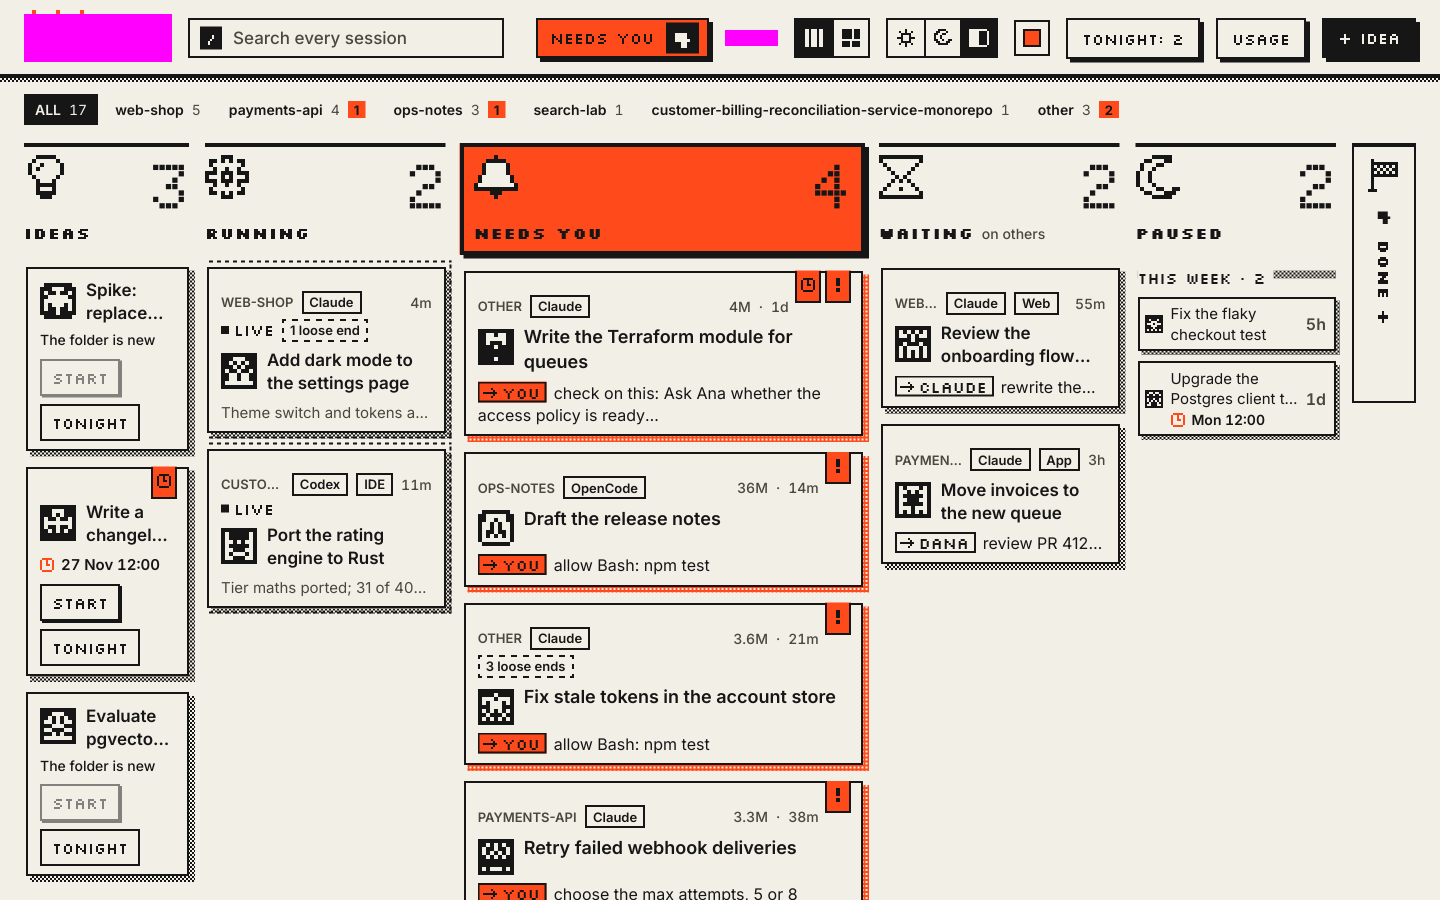 / Search every session
NEEDS YOU 4
TONIGHT: 2
USAGE
+ IDEA
ALL 17
web-shop 5
payments-api 4 1
ops-notes 3 1
search-lab 1
customer-billing-reconciliation-service-monorepo 1
other 3 2
3
IDEAS
Spike:
replace…
The folder is new
START
TONIGHT
Write a
changel…
27 Nov 12:00
START
TONIGHT
Evaluate
pgvecto…
The folder is new
START
TONIGHT
2
RUNNING
WEB-SHOP Claude 4m
LIVE 1 loose end
Add dark mode to
the settings page
Theme switch and tokens a…
CUSTO… Codex IDE 11m
LIVE
Port the rating
engine to Rust
Tier maths ported; 31 of 40…
4
NEEDS YOU
OTHER Claude 4M · 1d !
Write the Terraform module for
queues
→ YOU check on this: Ask Ana whether the
access policy is ready…
OPS-NOTES OpenCode 36M · 14m !
Draft the release notes
→ YOU allow Bash: npm test
OTHER Claude 3.6M · 21m !
3 loose ends
Fix stale tokens in the account store
→ YOU allow Bash: npm test
PAYMENTS-API Claude 3.3M · 38m !
Retry failed webhook deliveries
→ YOU choose the max attempts, 5 or 8
2
WAITING on others
WEB… Claude Web 55m
Review the
onboarding flow…
→ CLAUDE rewrite the…
PAYMEN… Claude App 3h
Move invoices to
the new queue
→ DANA review PR 412…
2
PAUSED
THIS WEEK · 2
Fix the flaky
checkout test 5h
Upgrade the
Postgres client t… 1d
Mon 12:00
4 DONE +